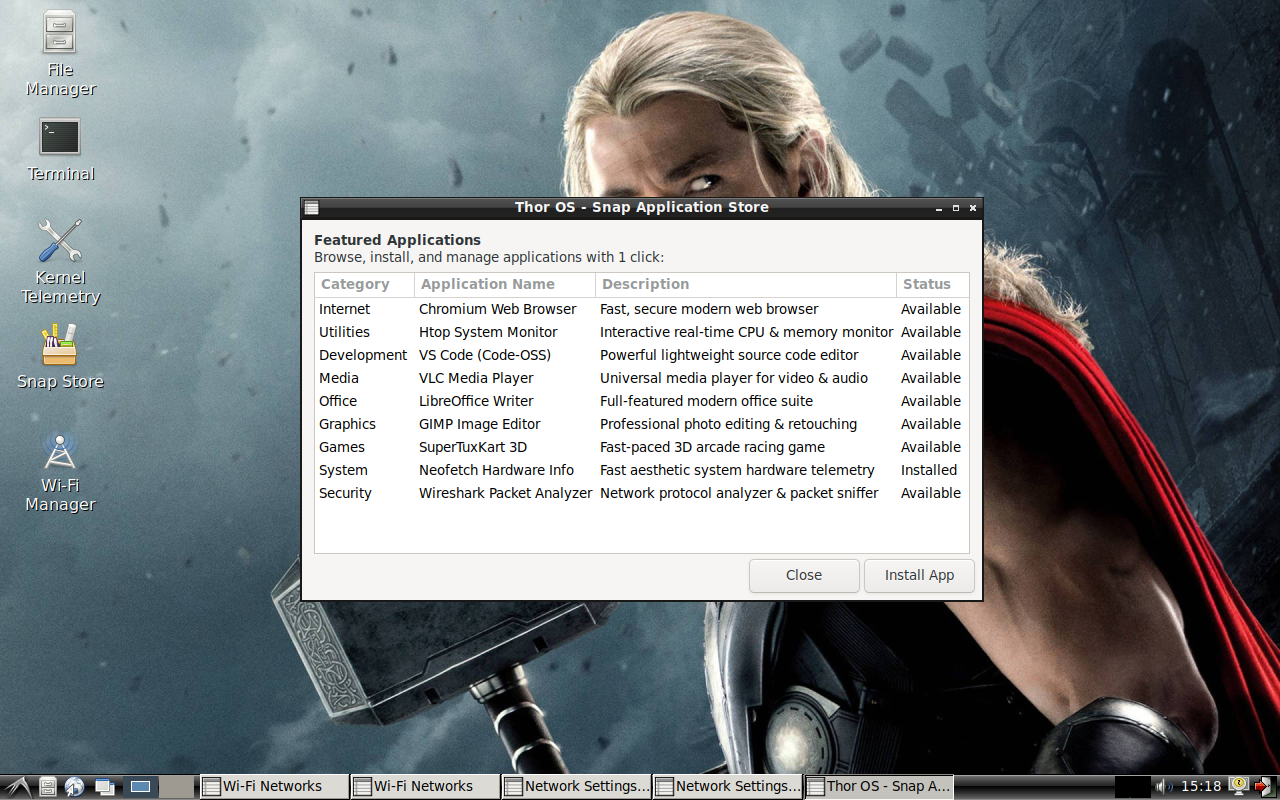 File
Manager
Terminal
Kernel
Telemetry
Snap Store
Wi-Fi
Manager
Thor OS - Snap Application Store
Featured Applications
Browse, install, and manage applications with 1 click:
Category Application Name Description Status
Internet Chromium Web Browser Fast, secure modern web browser Available
Utilities Htop System Monitor Interactive real-time CPU & memory monitor Available
Development VS Code (Code-OSS) Powerful lightweight source code editor Available
Media VLC Media Player Universal media player for video & audio Available
Office LibreOffice Writer Full-featured modern office suite Available
Graphics GIMP Image Editor Professional photo editing & retouching Available
Games SuperTuxKart 3D Fast-paced 3D arcade racing game Available
System Neofetch Hardware Info Fast aesthetic system hardware telemetry Installed
Security Wireshark Packet Analyzer Network protocol analyzer & packet sniffer Available
Close Install App
Wi-Fi Networks Wi-Fi Networks Network Settings... Network Settings... Thor OS - Snap A... 15:18